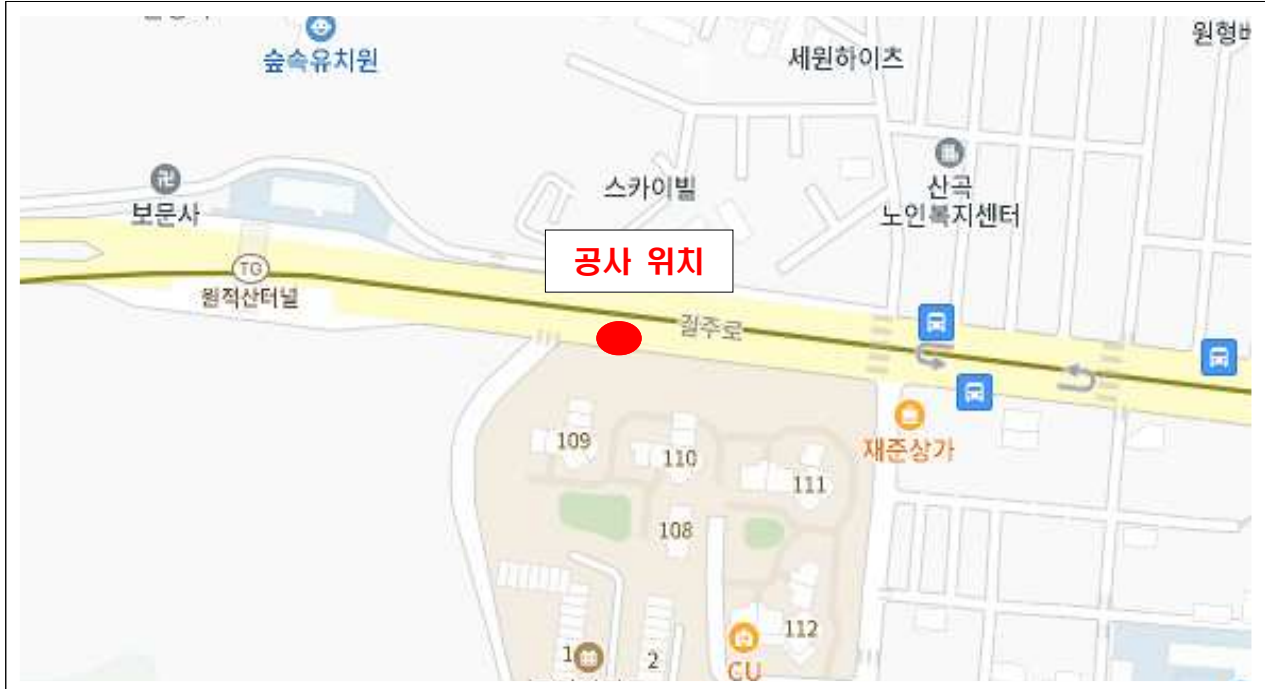 숲속유치원
세원하이츠
보문사
스카이빌
산곡
노인복지센터
공사 위치
TG
원적산터널
길주로
109
110
111
재준상가
108
112
1
2
CU